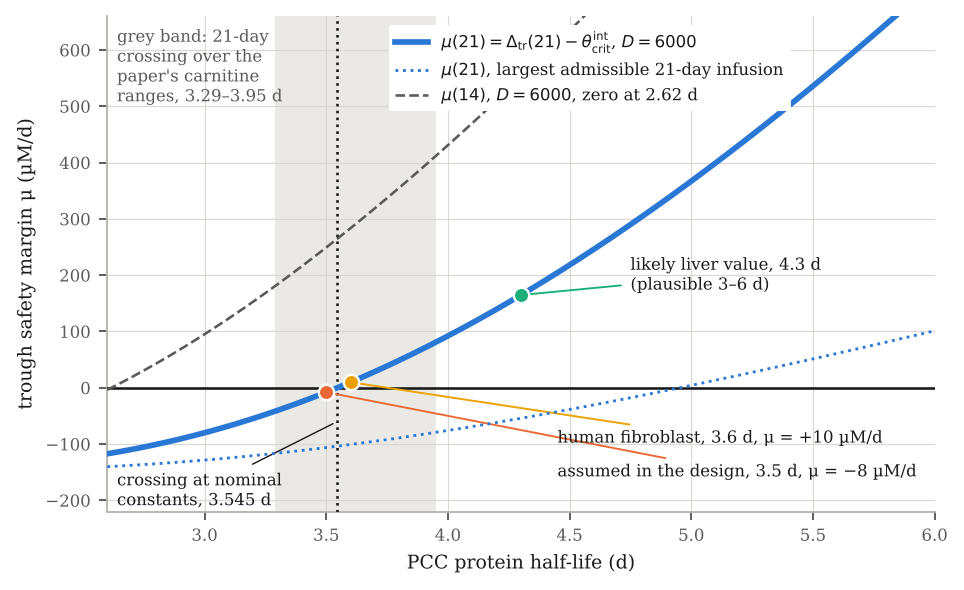 grey band: 21-day
crossing over the
paper's carnitine
ranges, 3.29–3.95 d
μ(21) = Δtr(21) − θ^int_crit, D = 6000
μ(21), largest admissible 21-day infusion
μ(14), D = 6000, zero at 2.62 d
trough safety margin μ (μM/d)
600
500
400
300
200
100
0
−100
−200
likely liver value, 4.3 d
(plausible 3–6 d)
human fibroblast, 3.6 d, μ = +10 μM/d
assumed in the design, 3.5 d, μ = −8 μM/d
crossing at nominal
constants, 3.545 d
3.0
3.5
4.0
4.5
5.0
5.5
6.0
PCC protein half-life (d)